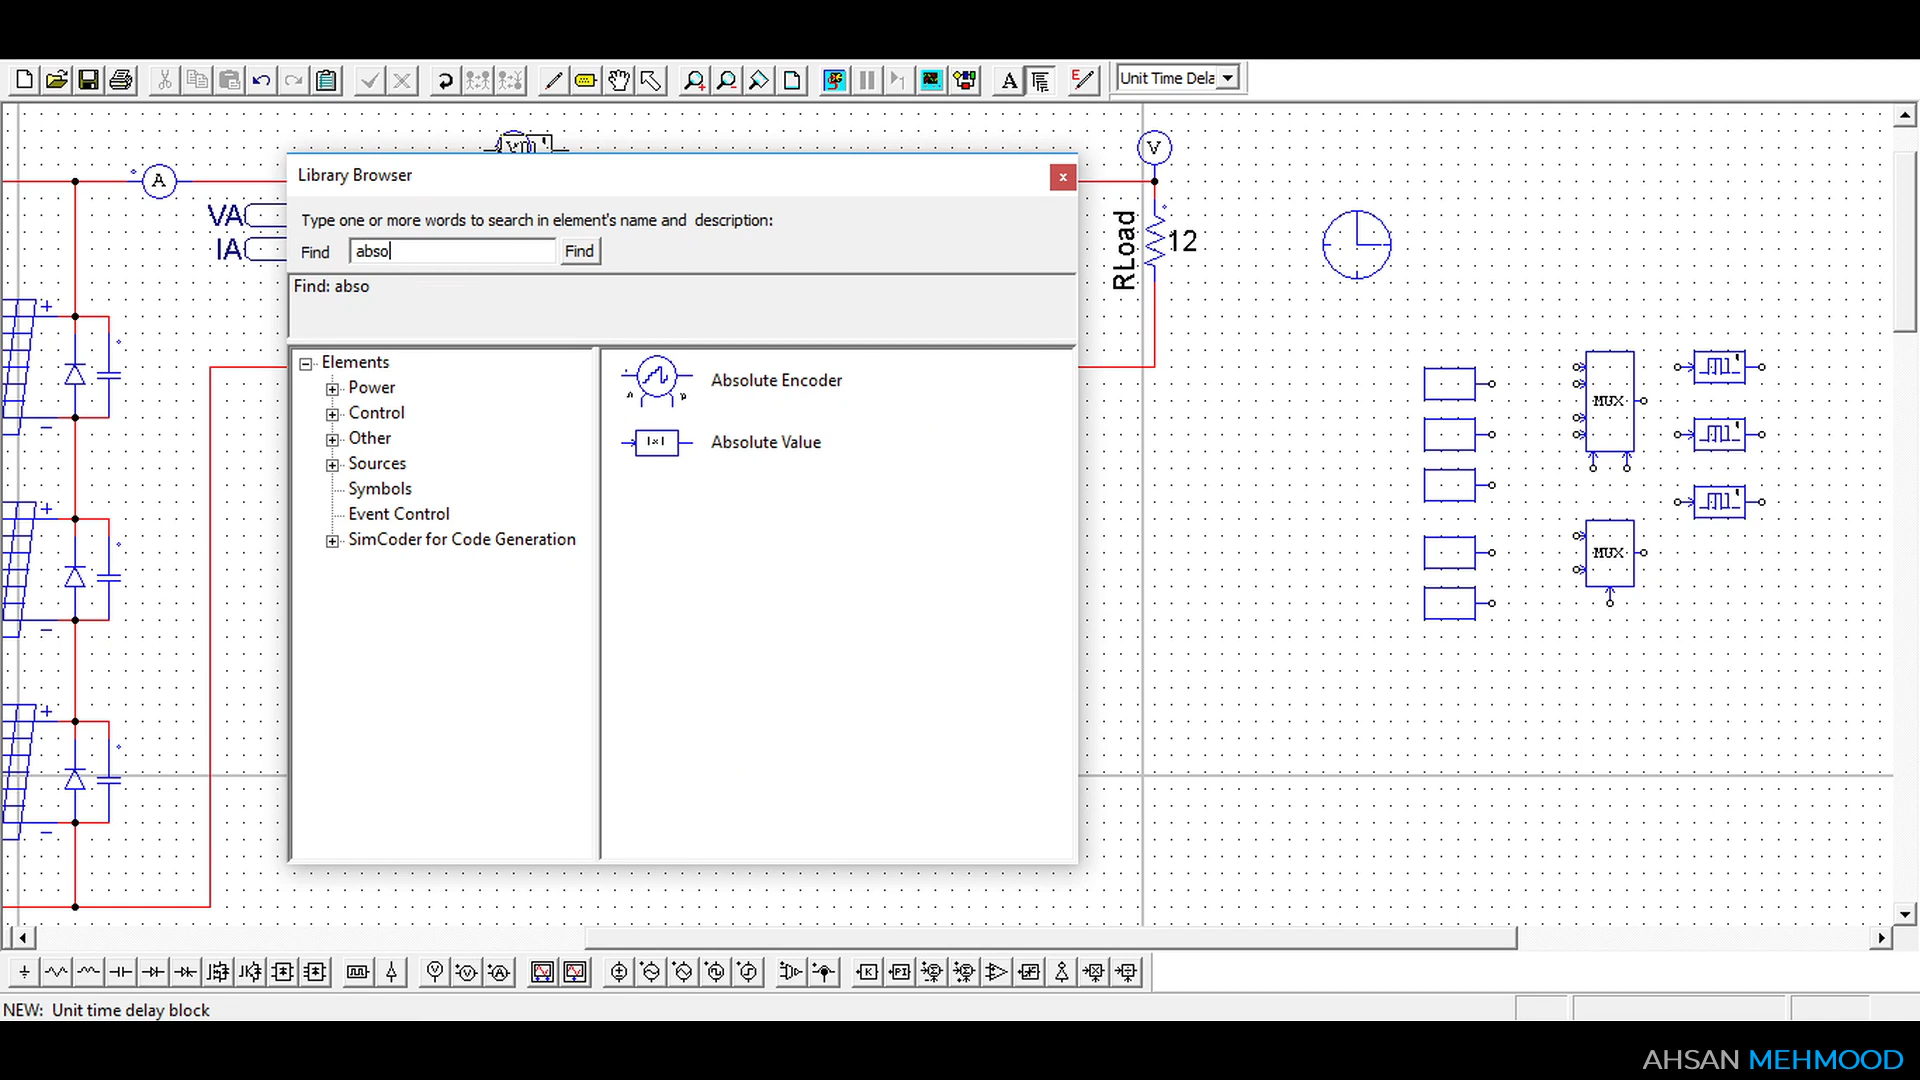 Unit Time Dela
A
E
A
V
VA
IA
RLoad
12
Library Browser
x
Type one or more words to search in element's name and description:
Find
abso
Find
Find: abso
Elements
Power
Control
Other
Sources
Symbols
Event Control
SimCoder for Code Generation
Absolute Encoder
|x|
Absolute Value
MUX
MUX
V
V
A
K
PI
NEW: Unit time delay block
AHSAN MEHMOOD